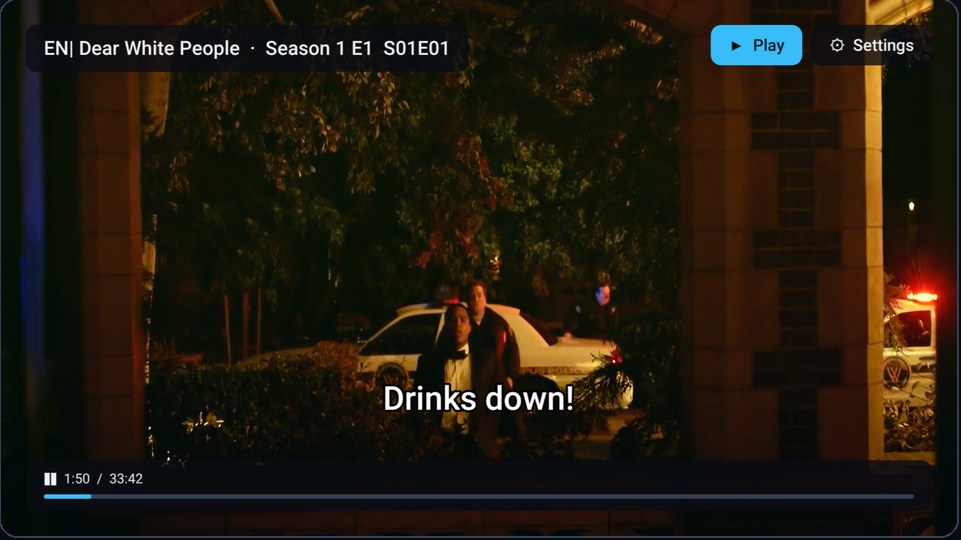 EN| Dear White People · Season 1 E1 S01E01
► Play
Settings
Drinks down!
1:50 / 33:42